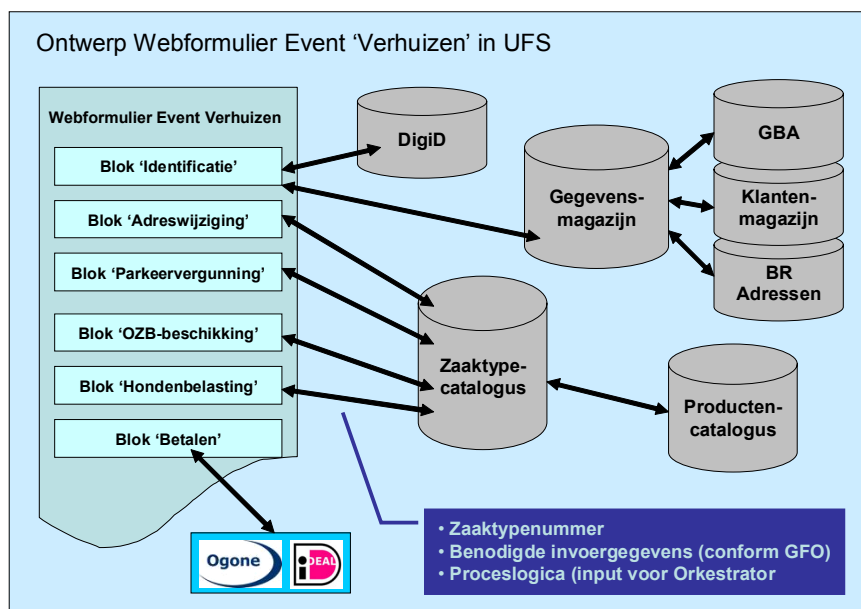 Ontwerp Webformulier Event ‘Verhuizen’ in UFS
Webformulier Event Verhuizen
Blok ‘Identificatie’
Blok ‘Adreswijziging’
Blok ‘Parkeervergunning’
Blok ‘OZB-beschikking’
Blok ‘Hondenbelasting’
Blok ‘Betalen’
DigiD
Gegevens-
magazijn
GBA
Klanten-
magazijn
BR
Adressen
Zaaktype-
catalogus
Producten-
catalogus
Ogone
iDEAL
• Zaaktypenummer
• Benodigde invoergegevens (conform GFO)
• Proceslogica (input voor Orkestrator